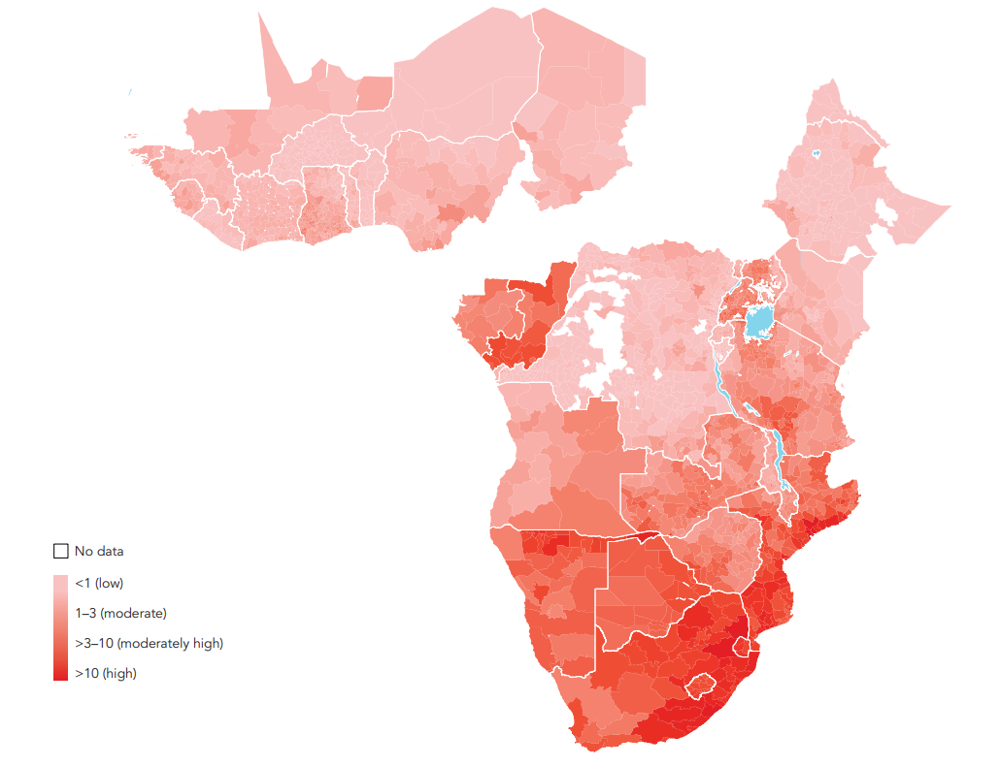 No data
<1 (low)
1–3 (moderate)
>3–10 (moderately high)
>10 (high)